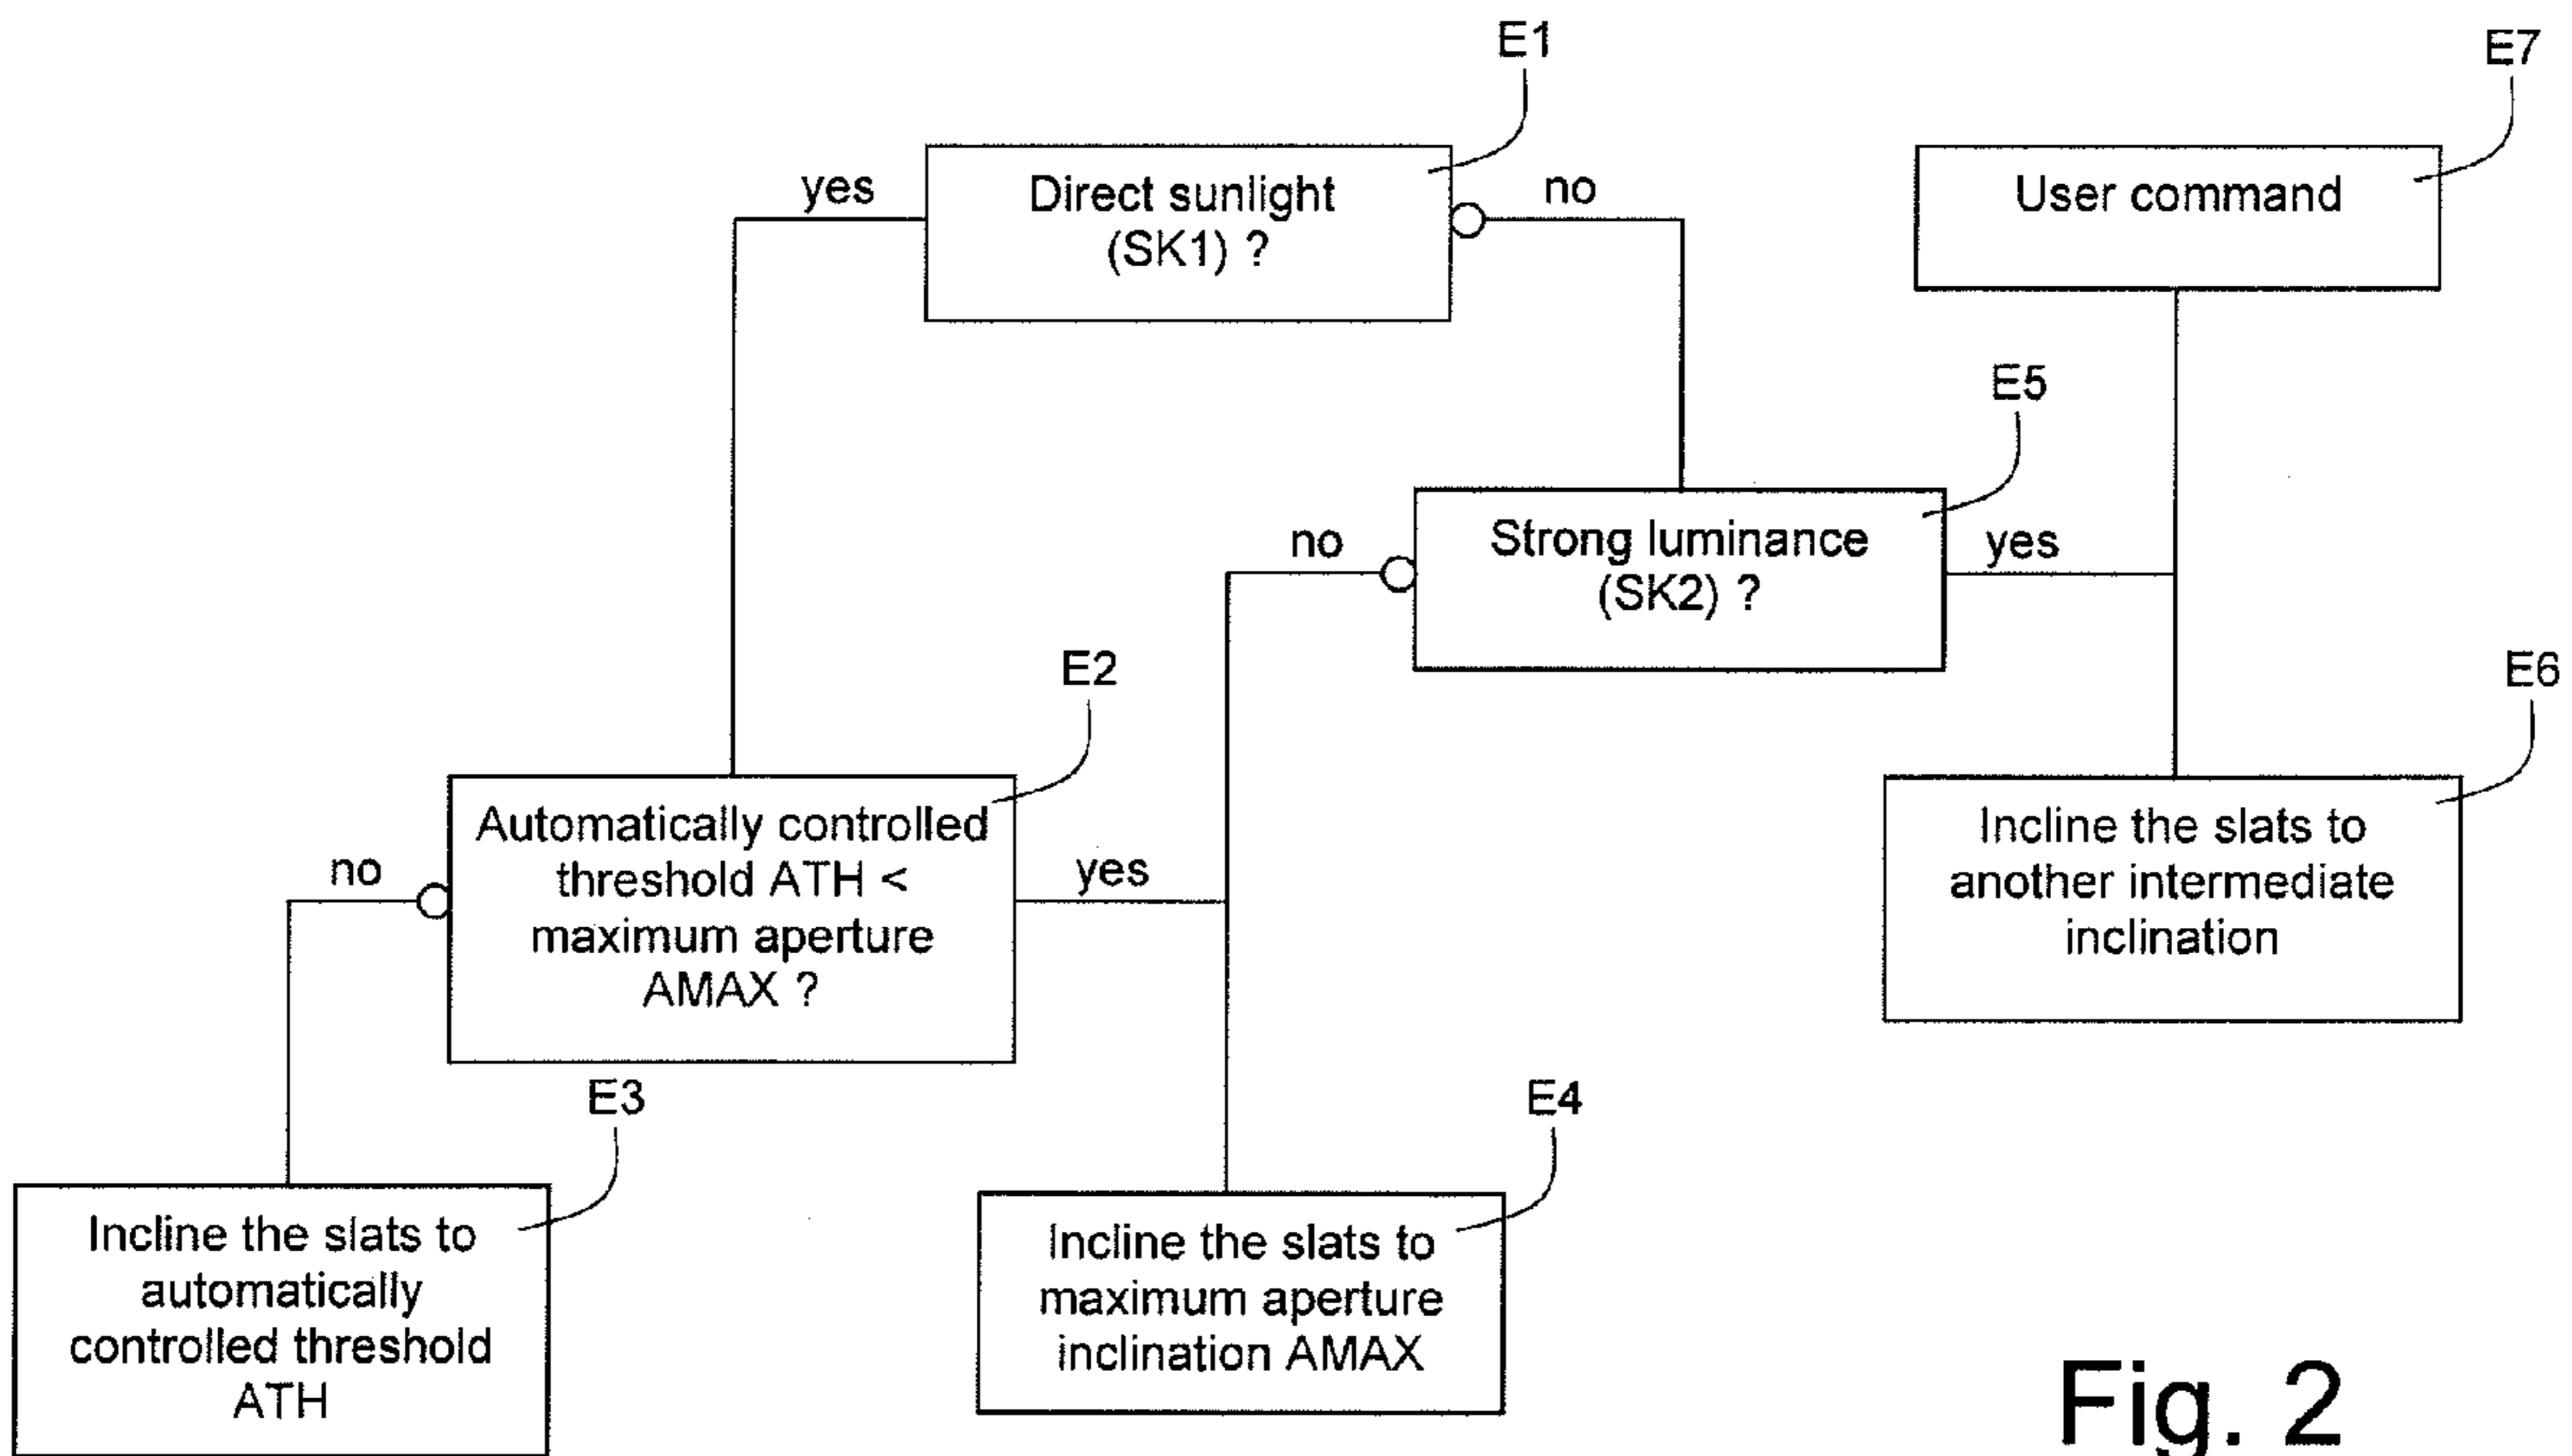 E1
E7
yes
Direct sunlight
(SK1) ?
no
User command
E5
no
Strong luminance
(SK2) ?
yes
E2
E6
no
Automatically controlled
threshold ATH <
maximum aperture
AMAX ?
yes
Incline the slats to
another intermediate
inclination
E3
E4
Incline the slats to
automatically
controlled threshold
ATH
Incline the slats to
maximum aperture
inclination AMAX
Fig. 2